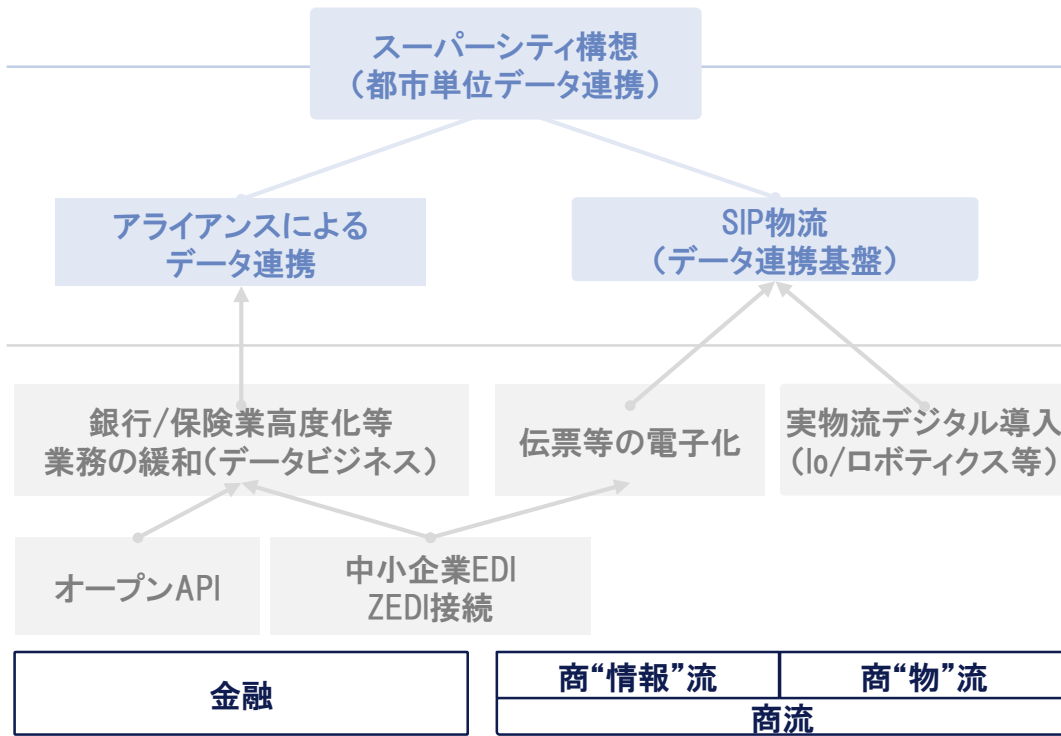 スーパーシティ構想
（都市単位データ連携）
アライアンスによる
データ連携
SIP物流
（データ連携基盤）
銀行/保険業高度化等
業務の緩和（データビジネス）
伝票等の電子化
実物流デジタル導入
（Io/ロボティクス等）
オープンAPI
中小企業EDI
ZEDI接続
金融
商“情報”流
商“物”流
商流